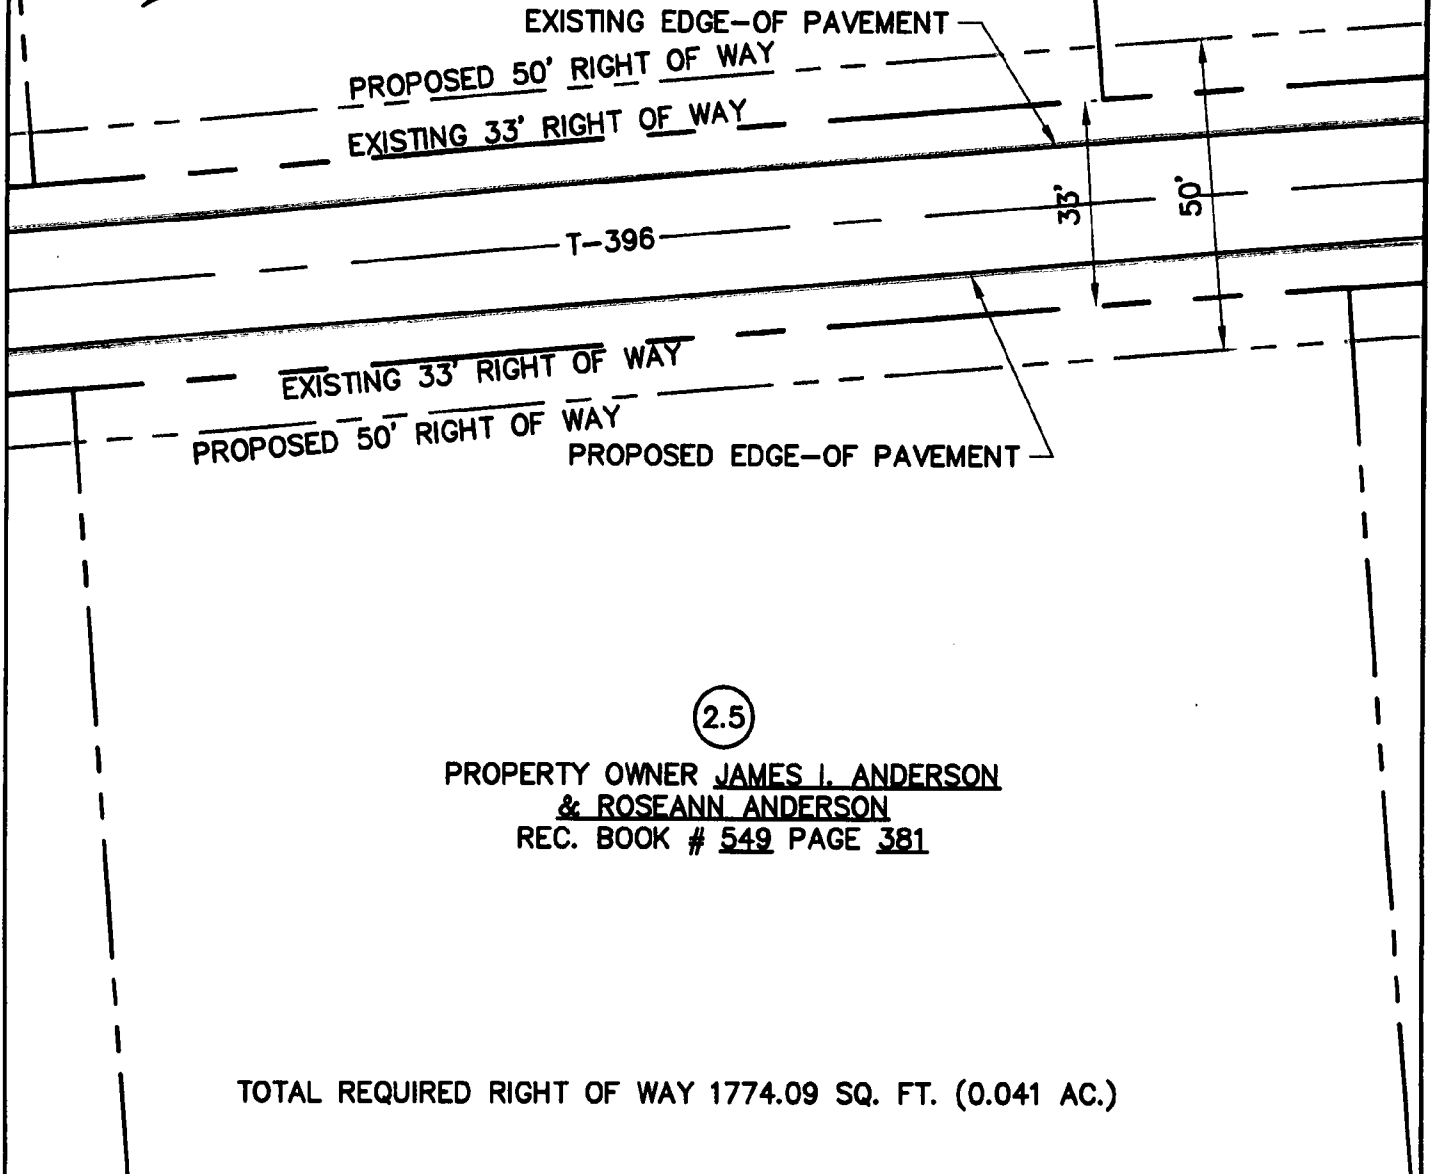 EXISTING EDGE-OF PAVEMENT
PROPOSED 50' RIGHT OF WAY
EXISTING 33' RIGHT OF WAY
33'
50'
T-396
EXISTING 33' RIGHT OF WAY
PROPOSED 50' RIGHT OF WAY
PROPOSED EDGE-OF PAVEMENT
2.5
PROPERTY OWNER JAMES I. ANDERSON
& ROSEANN ANDERSON
REC. BOOK # 549 PAGE 381
TOTAL REQUIRED RIGHT OF WAY 1774.09 SQ. FT. (0.041 AC.)